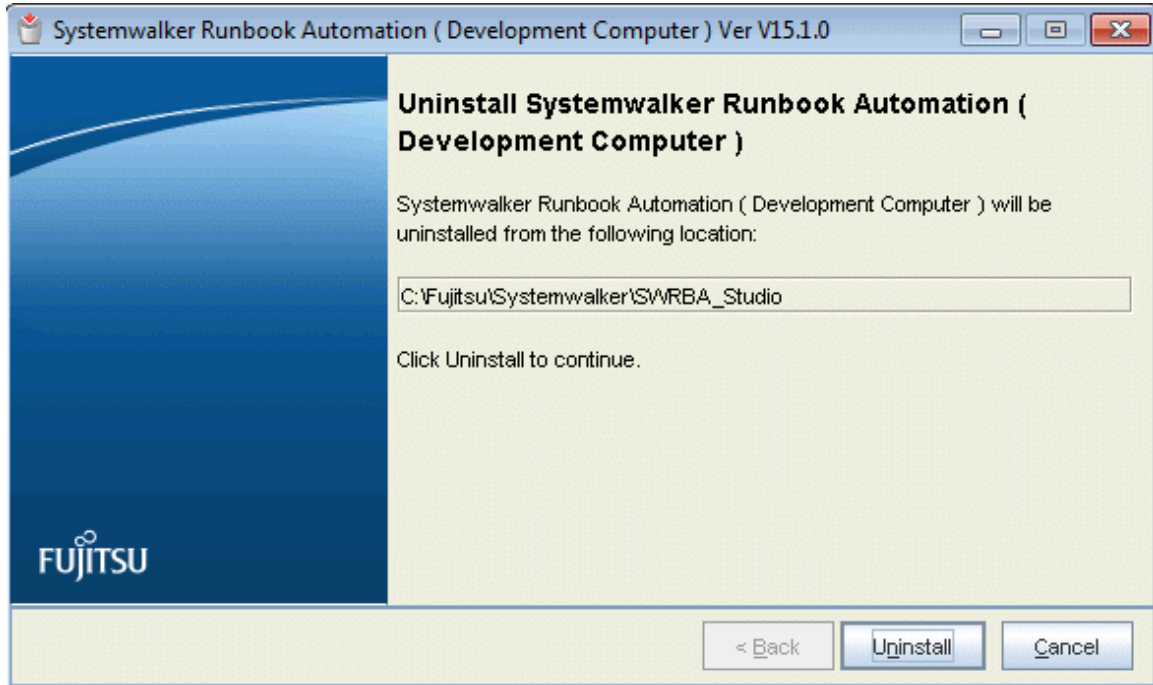 Systemwalker Runbook Automation ( Development Computer ) Ver V15.1.0
Uninstall Systemwalker Runbook Automation (
Development Computer )
Systemwalker Runbook Automation ( Development Computer ) will be
uninstalled from the following location:
C:\Fujitsu\Systemwalker\SWRBA_Studio
Click Uninstall to continue.
FUJITSU
< Back
Uninstall
Cancel